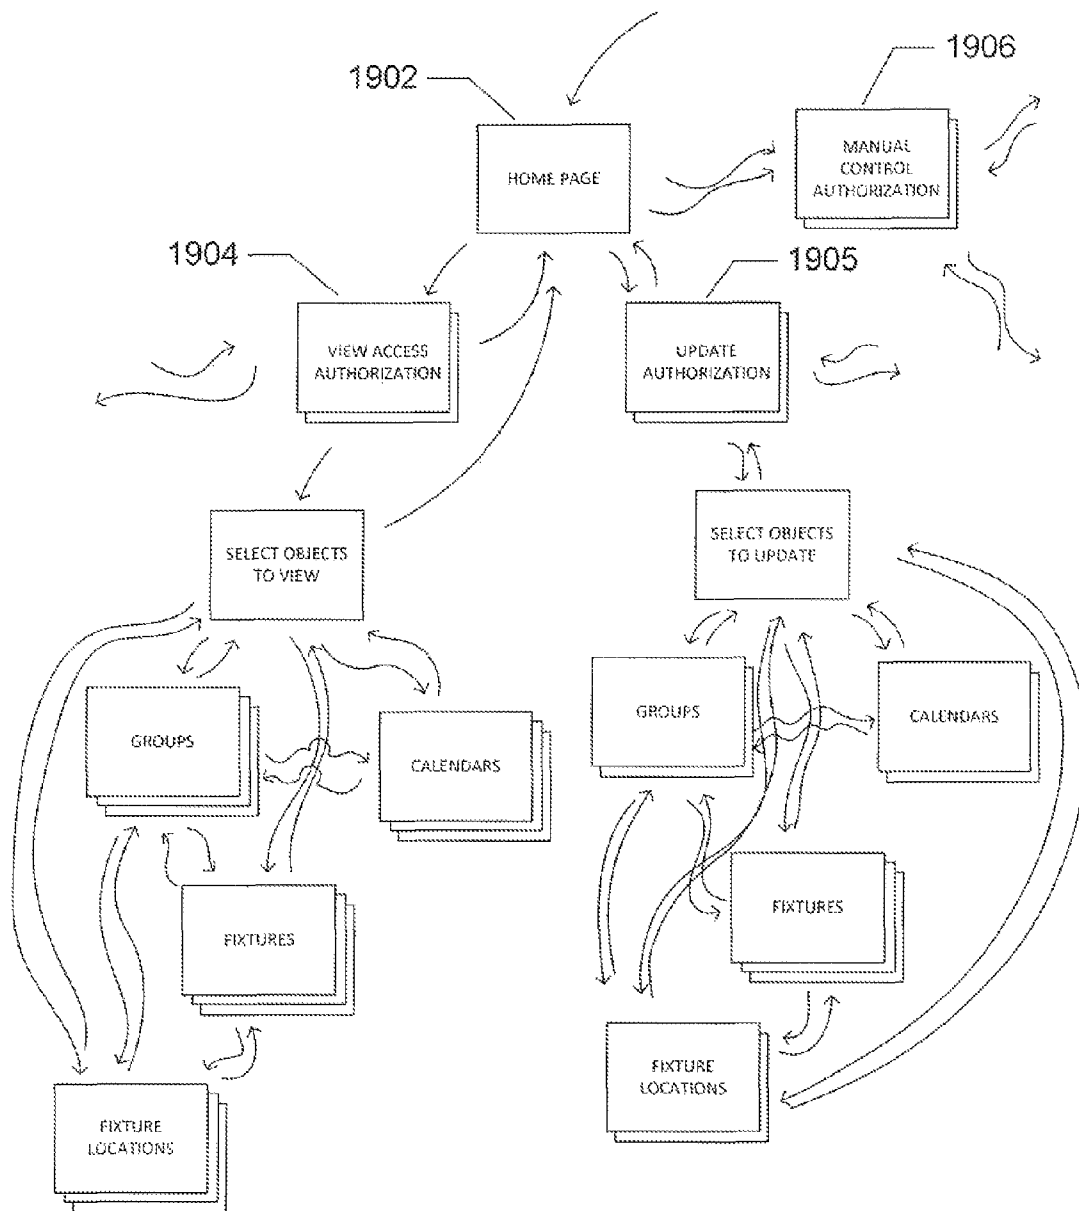 1906
1902
MANUAL
CONTROL
AUTHORIZATION
HOME PAGE
1904
1905
VIEW ACCESS
AUTHORIZATION
UPDATE
AUTHORIZATION
SELECT OBJECTS
TO VIEW
SELECT OBJECTS
TO UPDATE
GROUPS
CALENDARS
GROUPS
CALENDARS
FIXTURES
FIXTURES
FIXTURE
LOCATIONS
FIXTURE
LOCATIONS